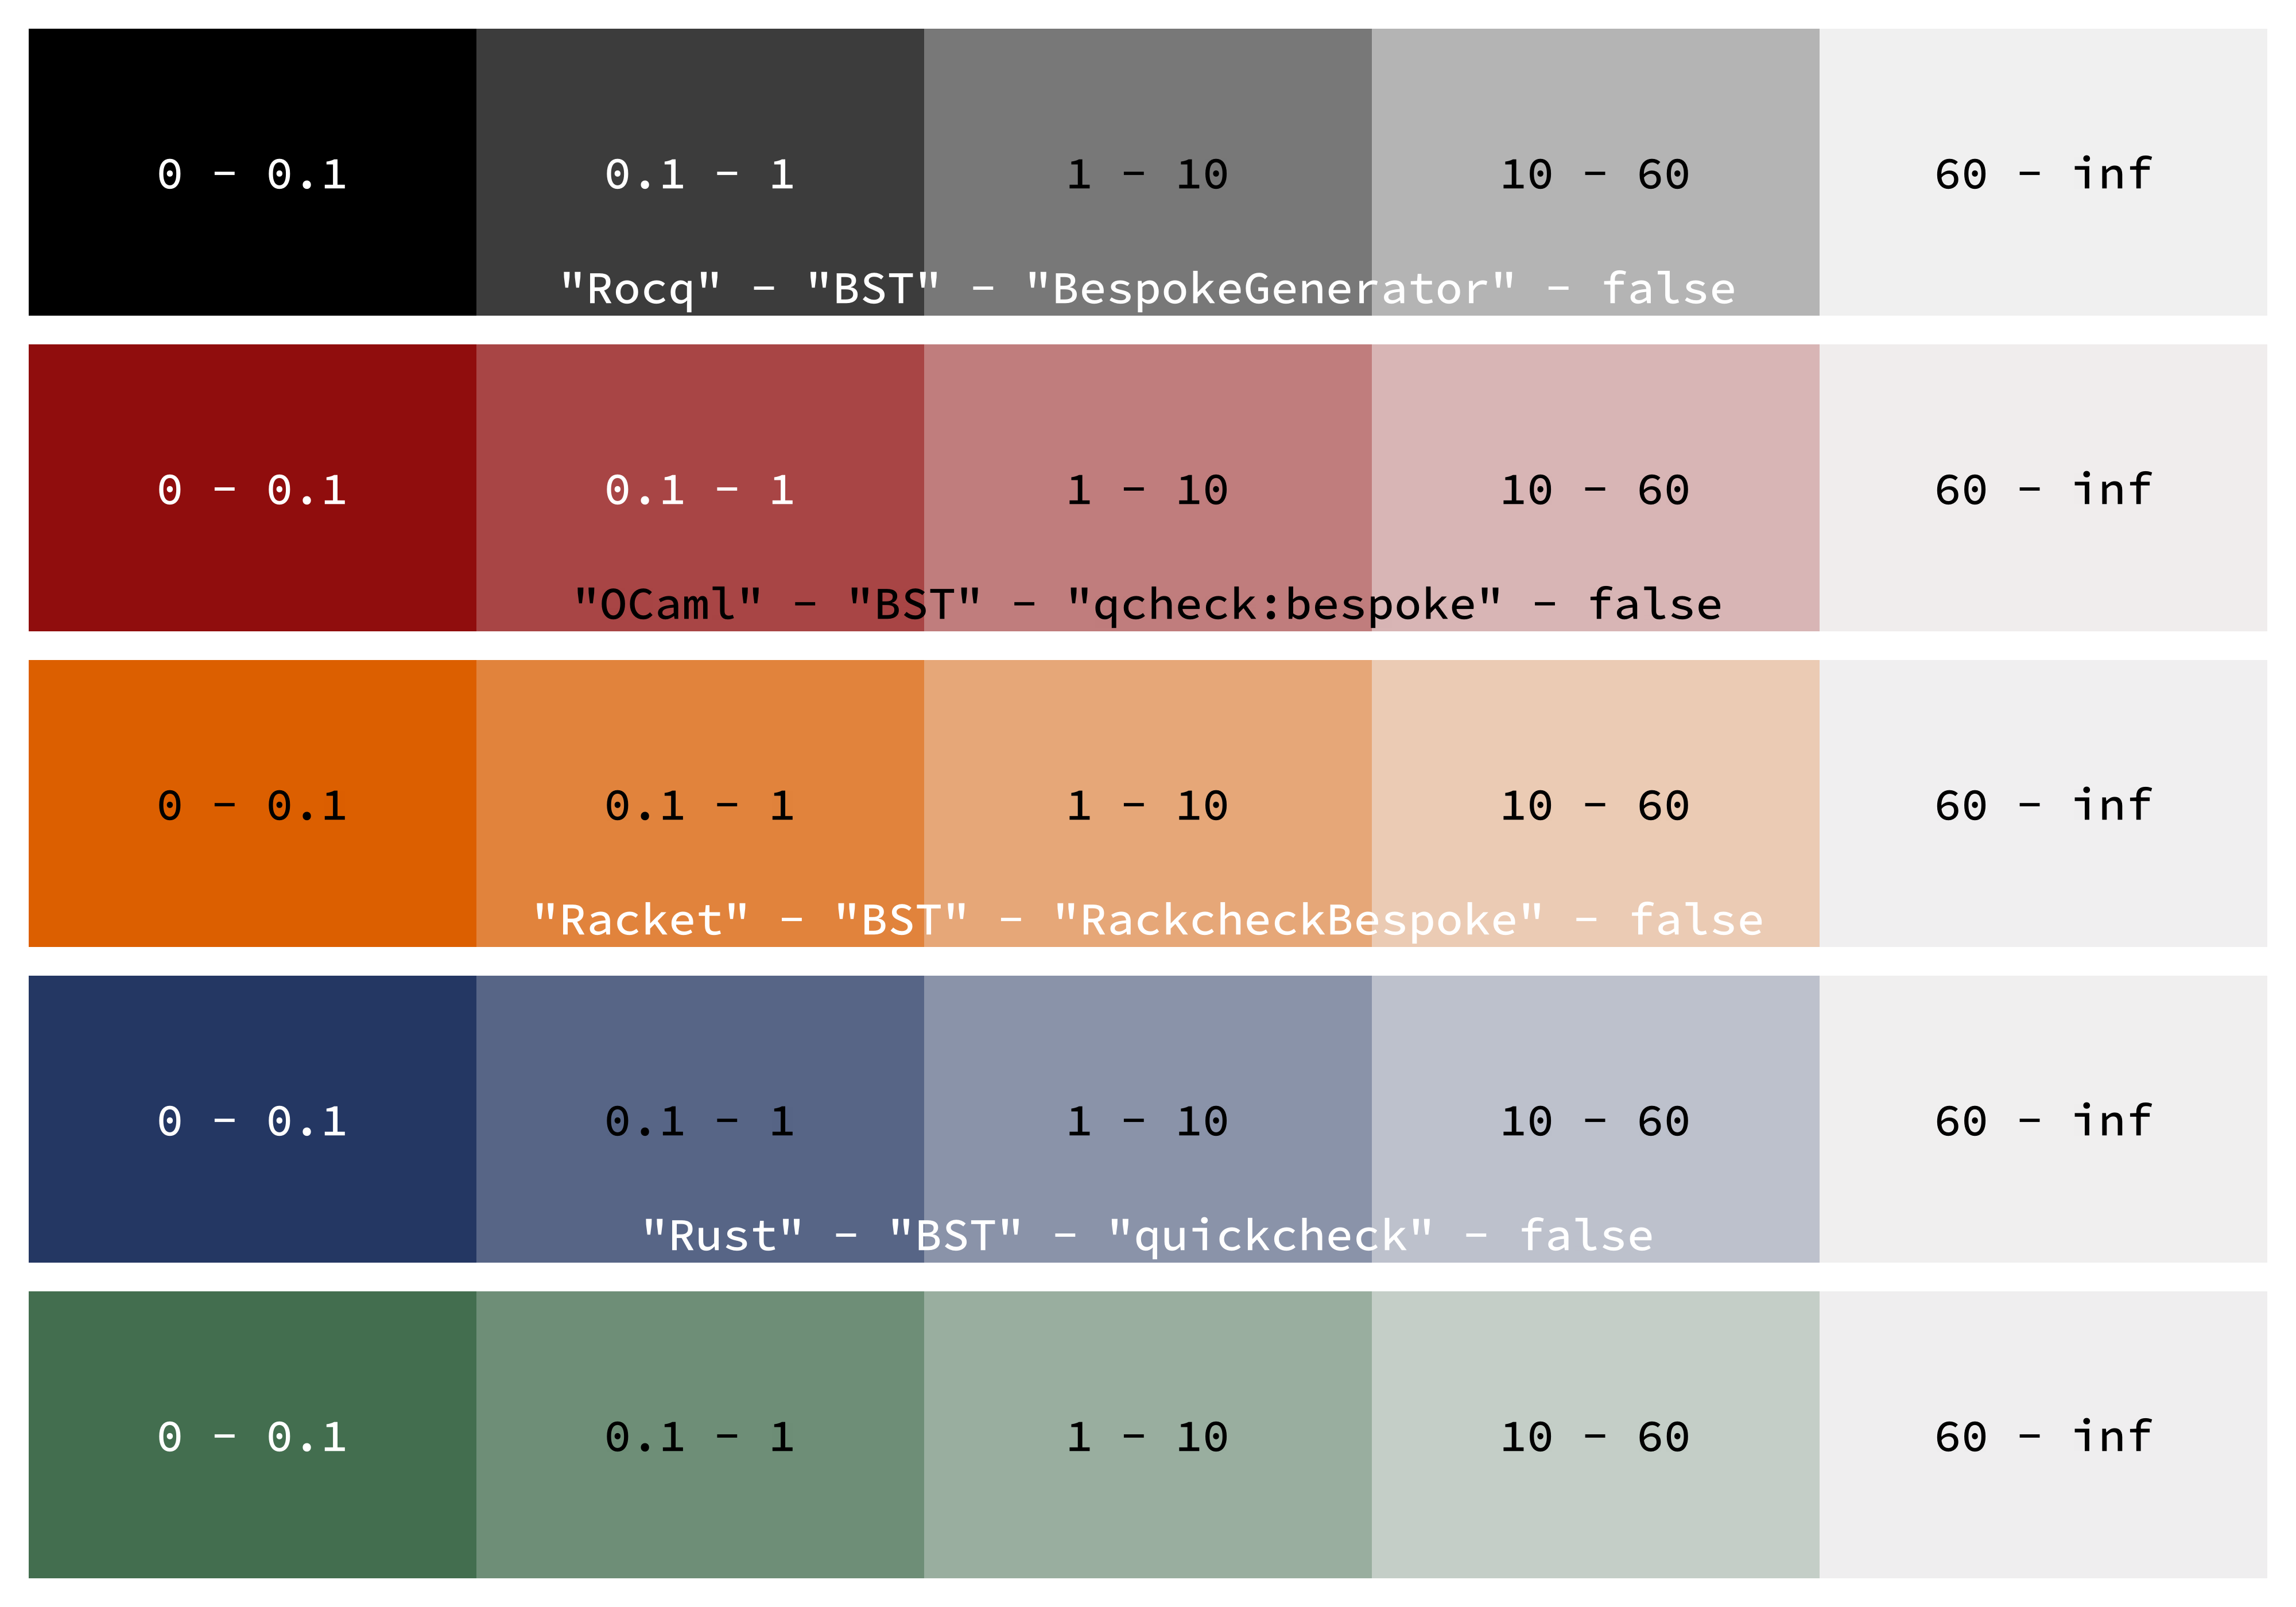 0 - 0.1 0.1 - 1 1 - 10 10 - 60 60 - inf
"Rocq" - "BST" - "BespokeGenerator" - false
0 - 0.1 0.1 - 1 1 - 10 10 - 60 60 - inf
"OCaml" - "BST" - "qcheck:bespoke" - false
0 - 0.1 0.1 - 1 1 - 10 10 - 60 60 - inf
"Racket" - "BST" - "RackcheckBespoke" - false
0 - 0.1 0.1 - 1 1 - 10 10 - 60 60 - inf
"Rust" - "BST" - "quickcheck" - false
0 - 0.1 0.1 - 1 1 - 10 10 - 60 60 - inf